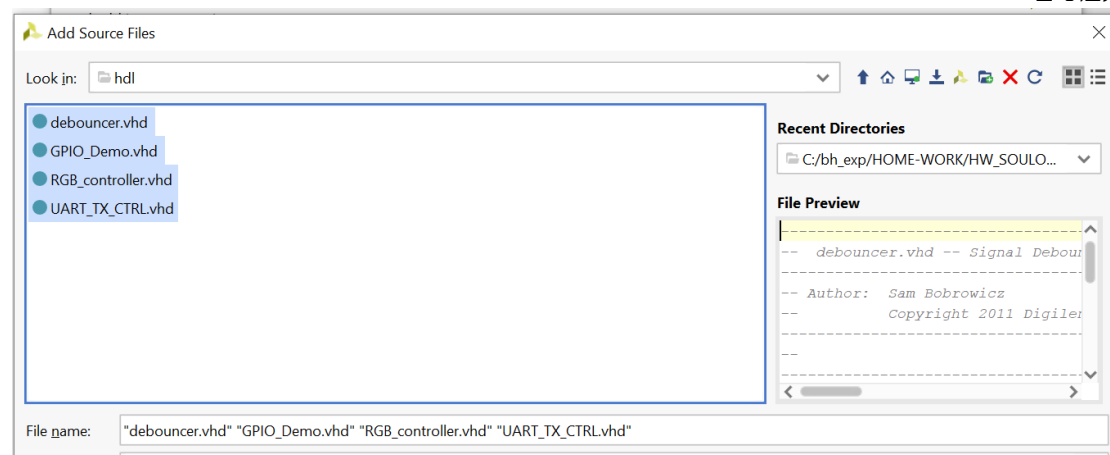 Add Source Files
Look in: hdl
debouncer.vhd
GPIO_Demo.vhd
RGB_controller.vhd
UART_TX_CTRL.vhd
Recent Directories
C:/bh_exp/HOME-WORK/HW_SOULO...
File Preview
----------------------------------
-- debouncer.vhd -- Signal Debour
----------------------------------
-- Author: Sam Bobrowicz
-- Copyright 2011 Digiler
----------------------------------
--
----------------------------------
File name: "debouncer.vhd" "GPIO_Demo.vhd" "RGB_controller.vhd" "UART_TX_CTRL.vhd"